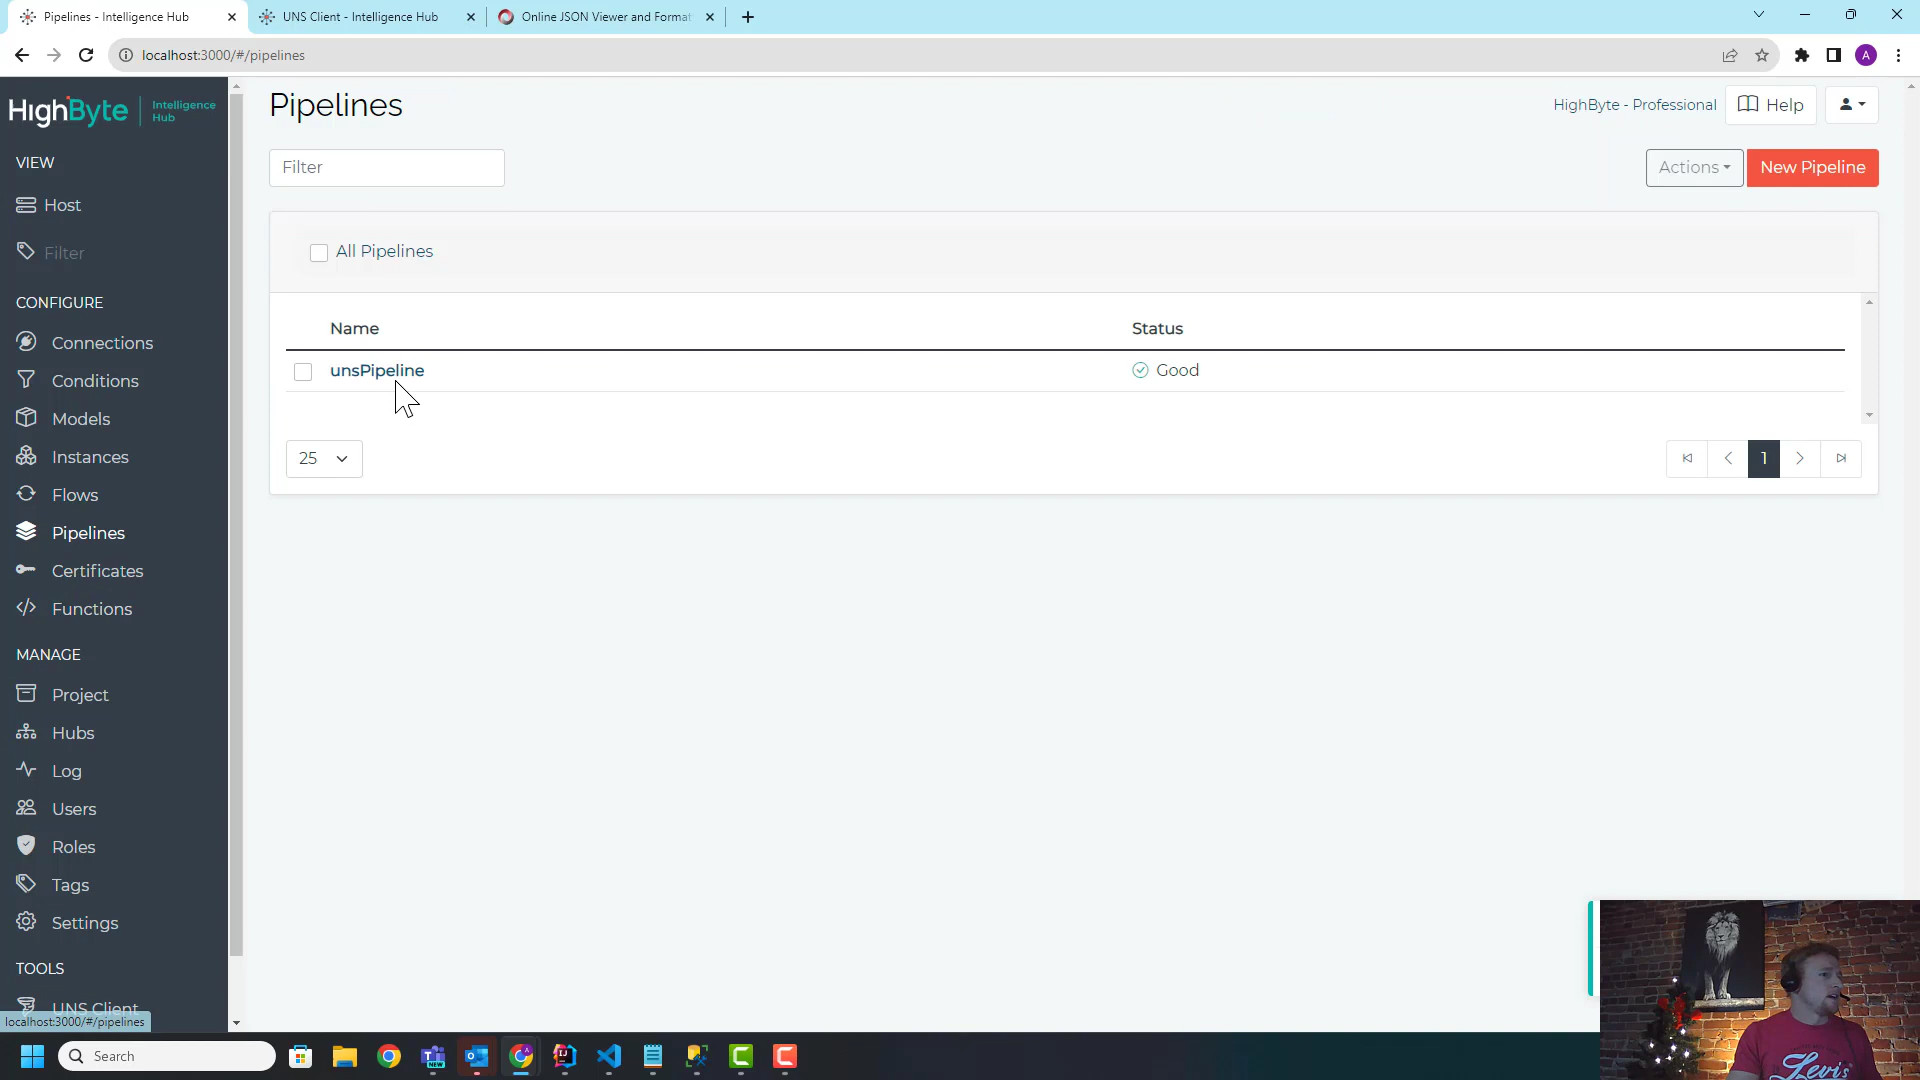 Pipelines - Intelligence Hub
UNS Client - Intelligence Hub
Online JSON Viewer and Format
localhost:3000/#/pipelines
A
HighByte Intelligence Hub
Pipelines
HighByte - Professional
Help
VIEW
Filter
Actions
New Pipeline
Host
Filter
All Pipelines
CONFIGURE
Name
Status
Connections
unsPipeline
Good
Conditions
Models
25
1
Instances
Flows
Pipelines
Certificates
Functions
MANAGE
Project
Hubs
Log
Users
Roles
Tags
Settings
TOOLS
UNS Client
localhost:3000/#/pipelines
Search
NEW
Levi's